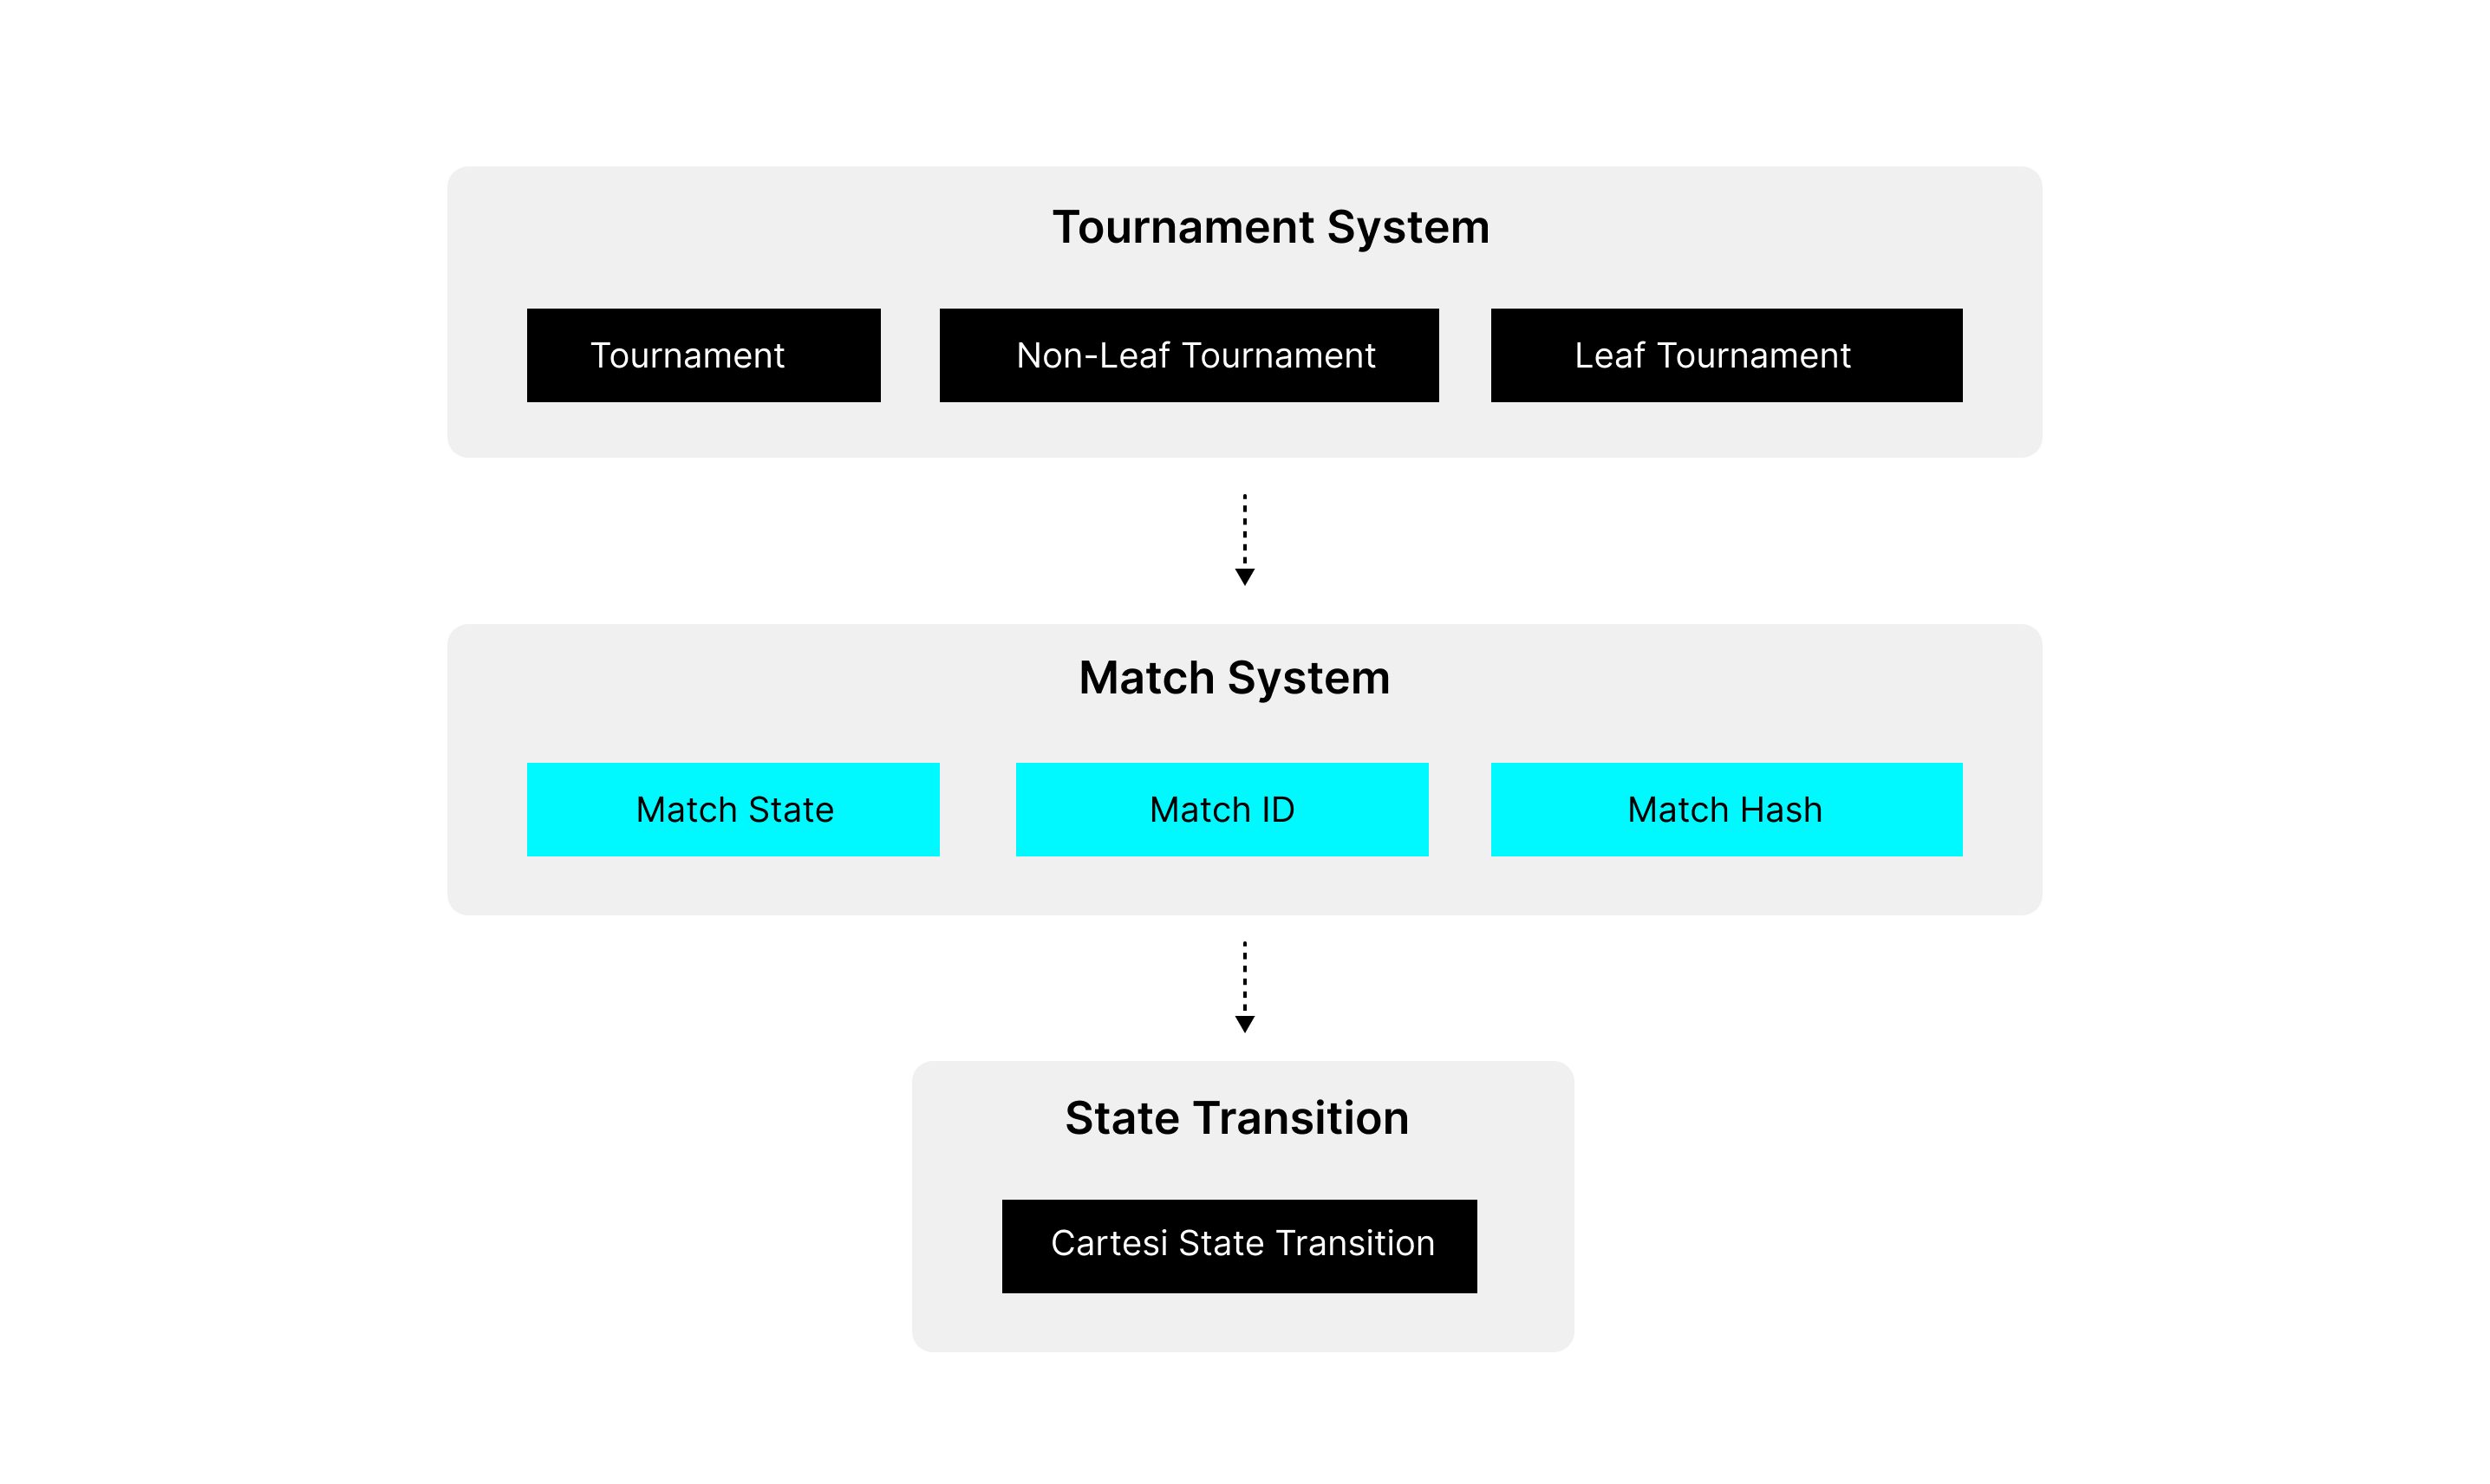 Tournament System
Tournament
Non-Leaf Tournament
Leaf Tournament
Match System
Match State
Match ID
Match Hash
State Transition
Cartesi State Transition